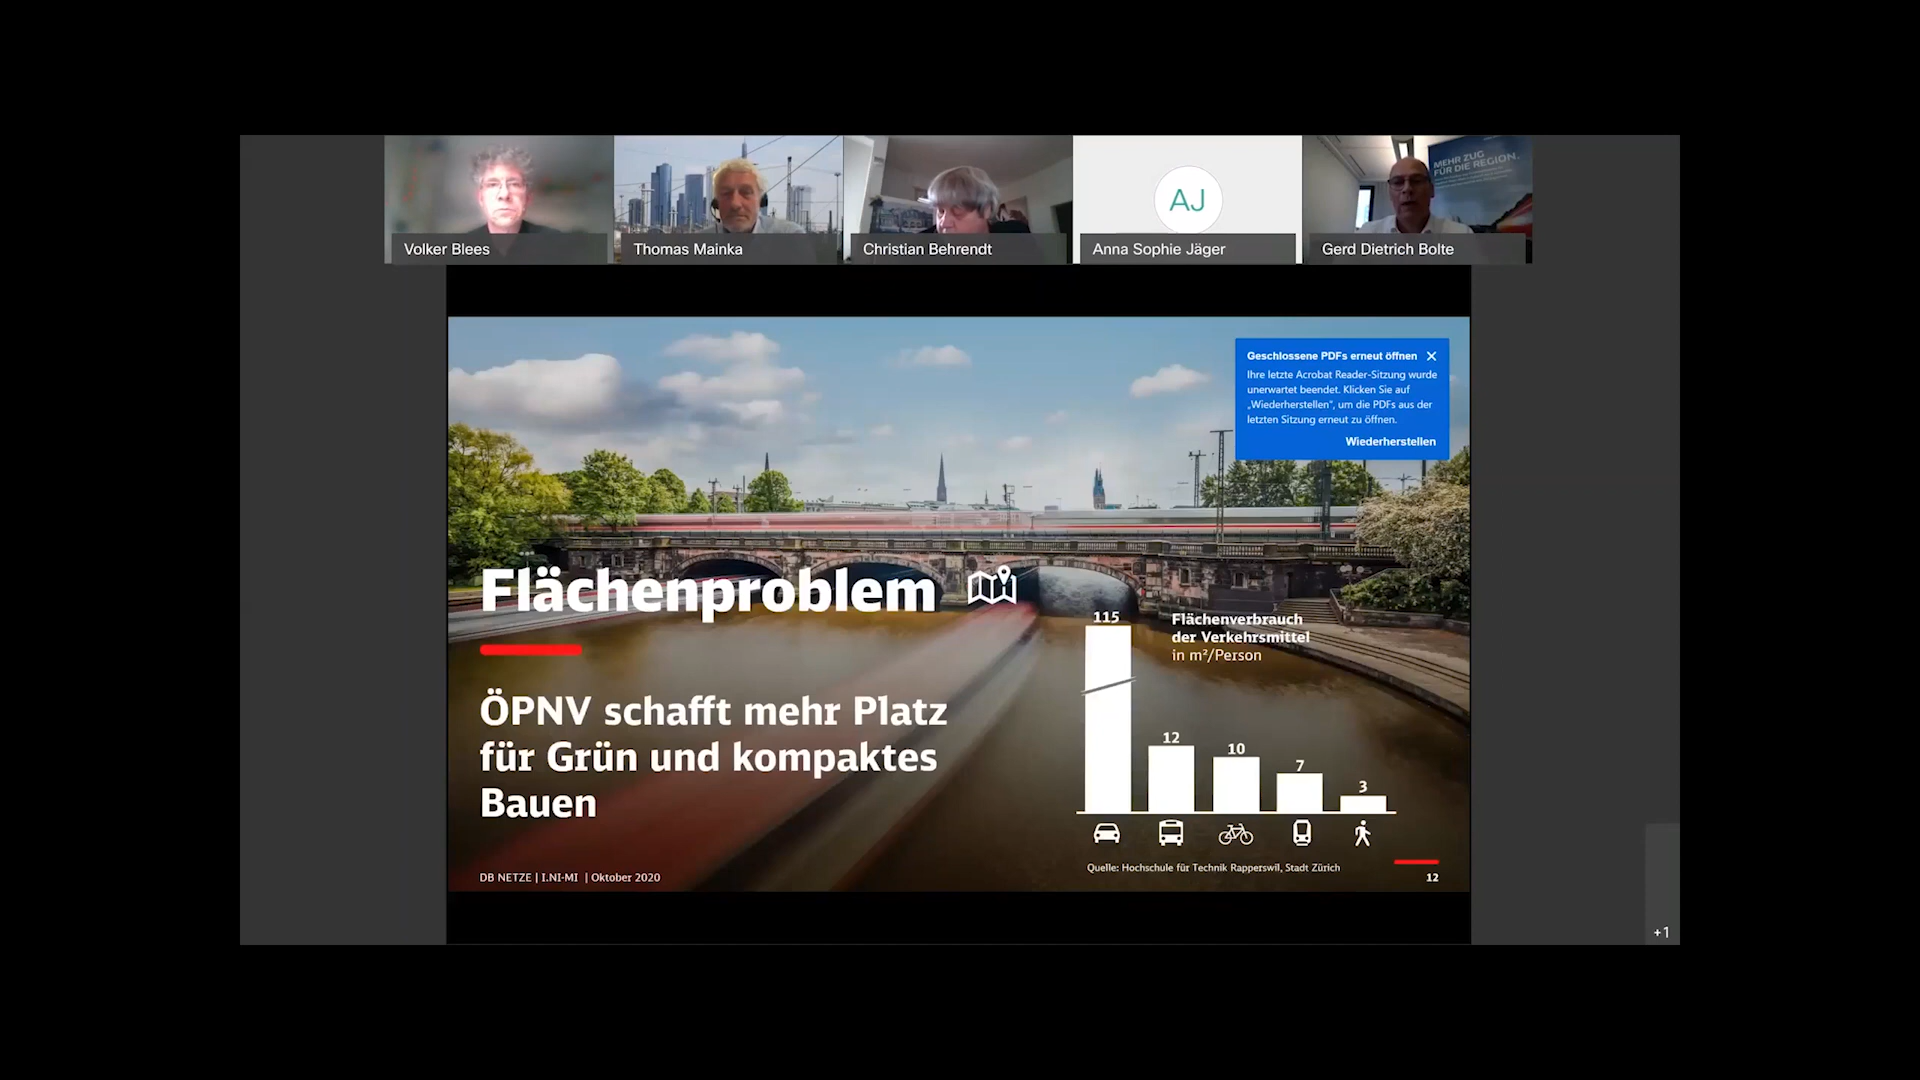 MEHR ZUG
FÜR DIE REGION.
AJ
Volker Blees
Thomas Mainka
Christian Behrendt
Anna Sophie Jäger
Gerd Dietrich Bolte
Geschlossene PDFs erneut öffnen
Ihre letzte Acrobat Reader-Sitzung wurde
unerwartet beendet. Klicken Sie auf
„Wiederherstellen“, um die PDFs aus der
letzten Sitzung erneut zu öffnen.
Wiederherstellen
Flächenproblem
ÖPNV schafft mehr Platz
für Grün und kompaktes
Bauen
115
12
10
7
3
Flächenverbrauch
der Verkehrsmittel
in m²/Person
Quelle: Hochschule für Technik Rapperswil, Stadt Zürich
DB NETZE | I.NI-MI | Oktober 2020
12
+1